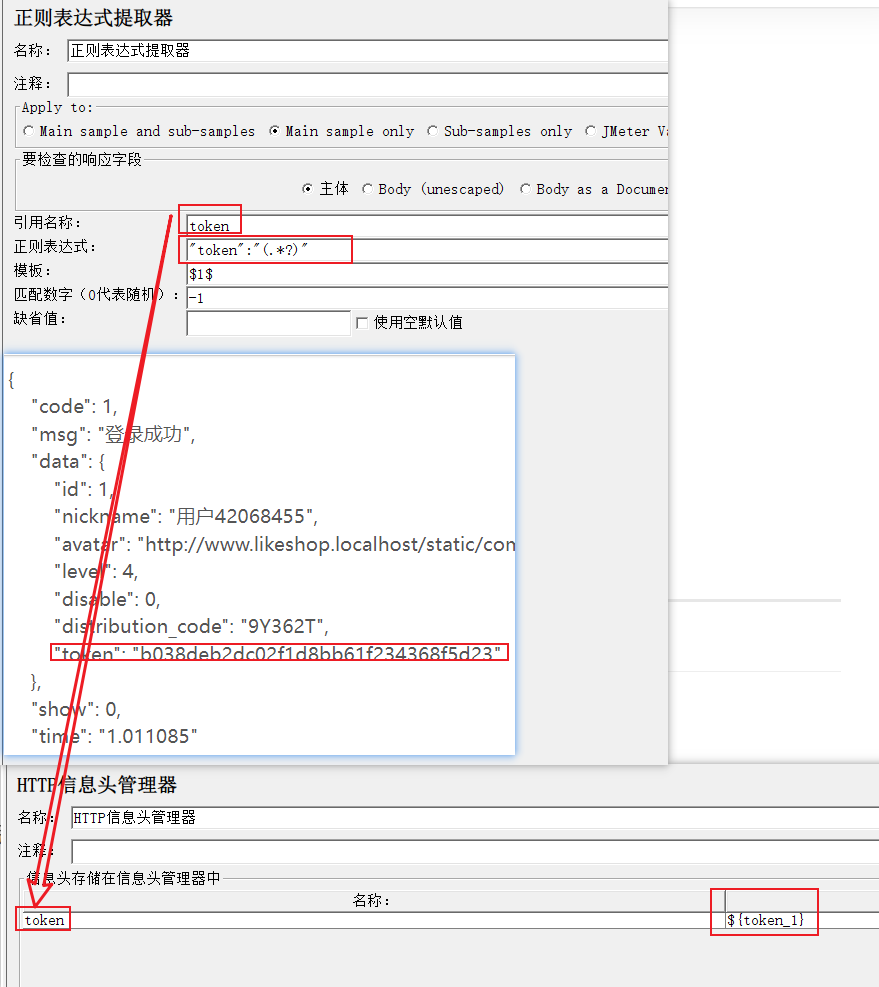 正则表达式提取器
名称： 正则表达式提取器
注释：
Apply to:
Main sample and sub-samples Main sample only Sub-samples only JMeter Va
要检查的响应字段
主体 Body (unescaped) Body as a Documen
引用名称： token
正则表达式： "token":"(.*?)"
模板： $1$
匹配数字（0代表随机）： -1
缺省值： 使用空默认值
{
"code": 1,
"msg": "登录成功",
"data": {
"id": 1,
"nickname": "用户42068455",
"avatar": "http://www.likeshop.localhost/static/com
"level": 4,
"disable": 0,
"distribution_code": "9Y362T",
"token": "b038deb2dc02f1d8bb61f234368f5d23"
},
"show": 0,
"time": "1.011085"
HTTP信息头管理器
名称： HTTP信息头管理器
注释：
信息头存储在信息头管理器中
名称：
token ${token_1}